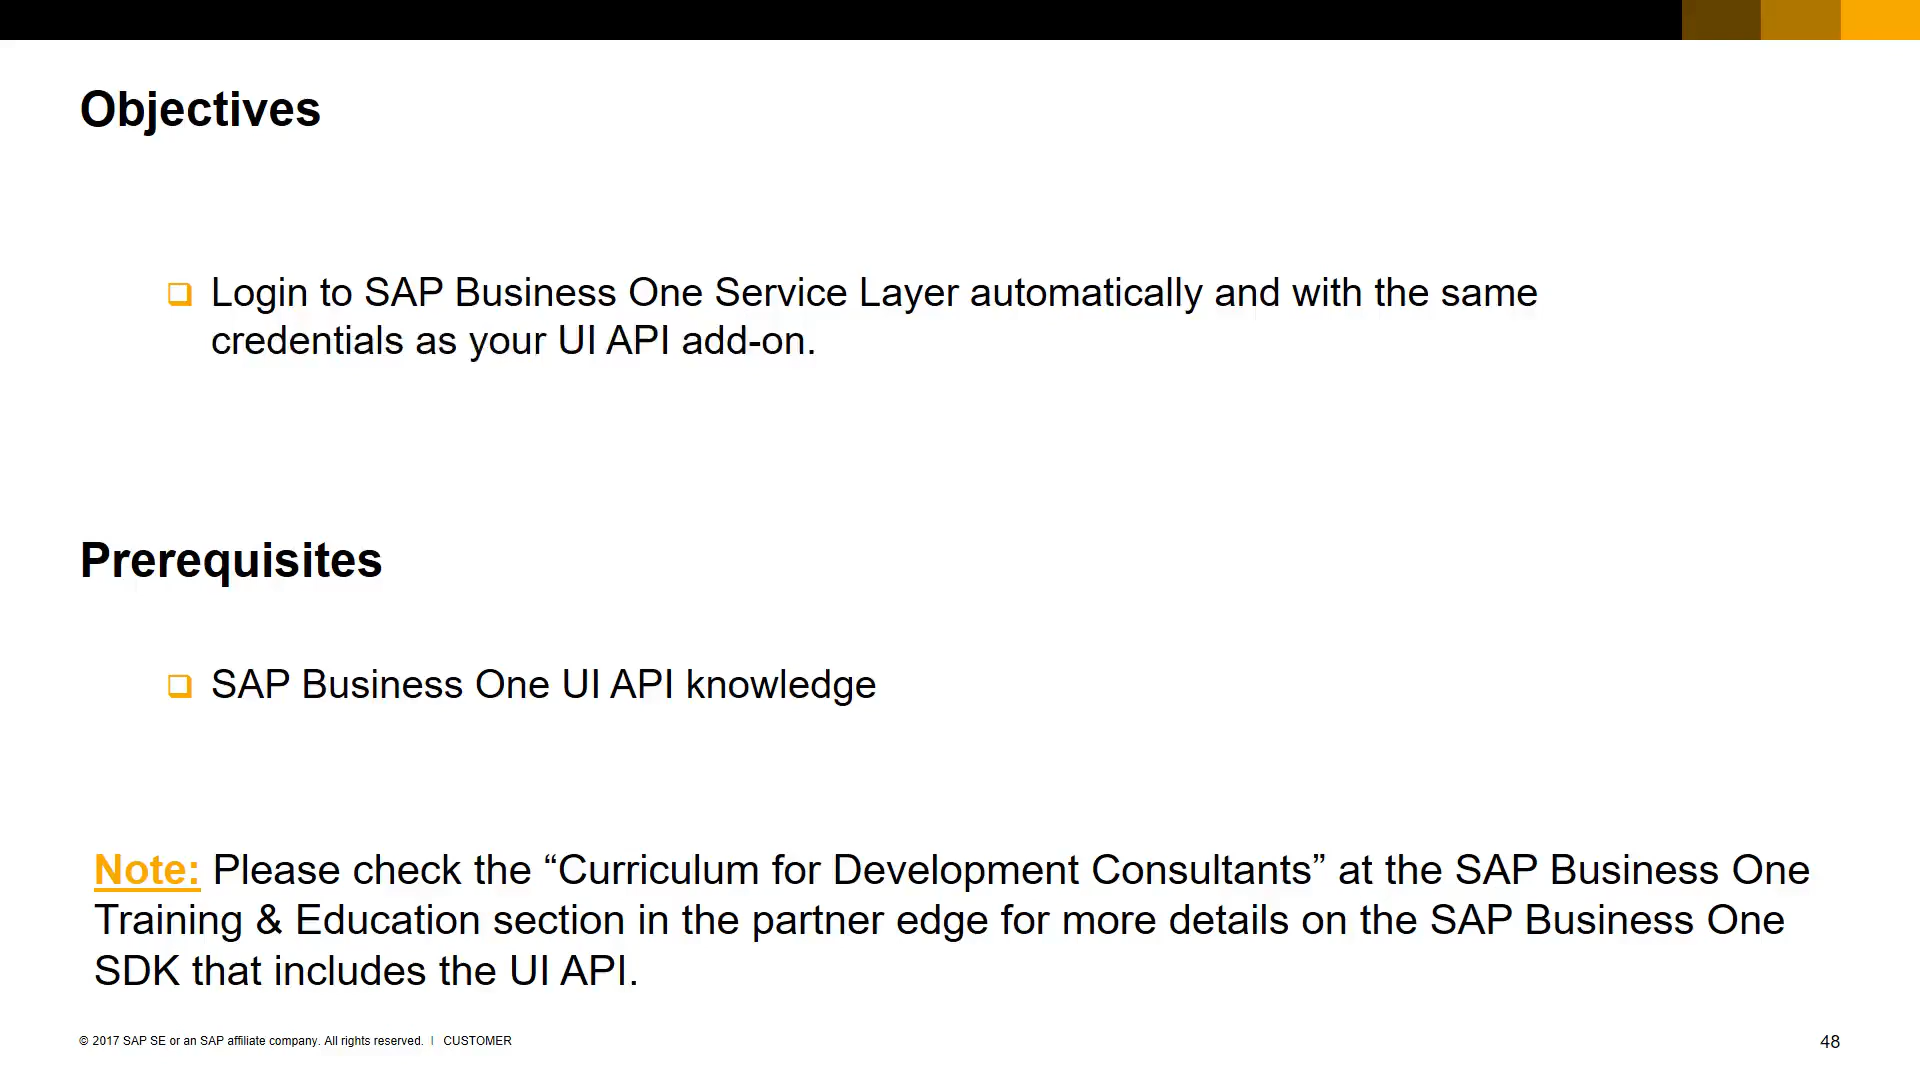 Objectives
❑ Login to SAP Business One Service Layer automatically and with the same
credentials as your UI API add-on.
Prerequisites
❑ SAP Business One UI API knowledge
Note: Please check the “Curriculum for Development Consultants” at the SAP Business One
Training & Education section in the partner edge for more details on the SAP Business One
SDK that includes the UI API.
© 2017 SAP SE or an SAP affiliate company. All rights reserved. | CUSTOMER
48